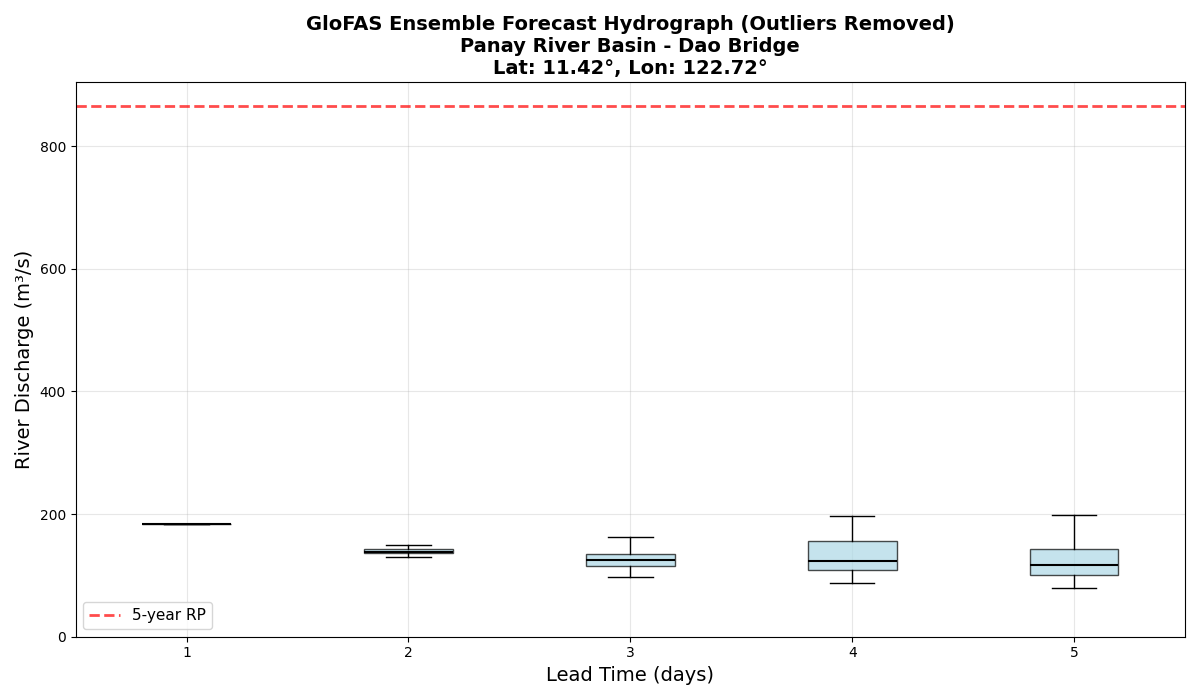 GloFAS Ensemble Forecast Hydrograph (Outliers Removed)
Panay River Basin - Dao Bridge
Lat: 11.42°, Lon: 122.72°
River Discharge (m³/s)
800
600
400
200
0
5-year RP
1 2 3 4 5
Lead Time (days)